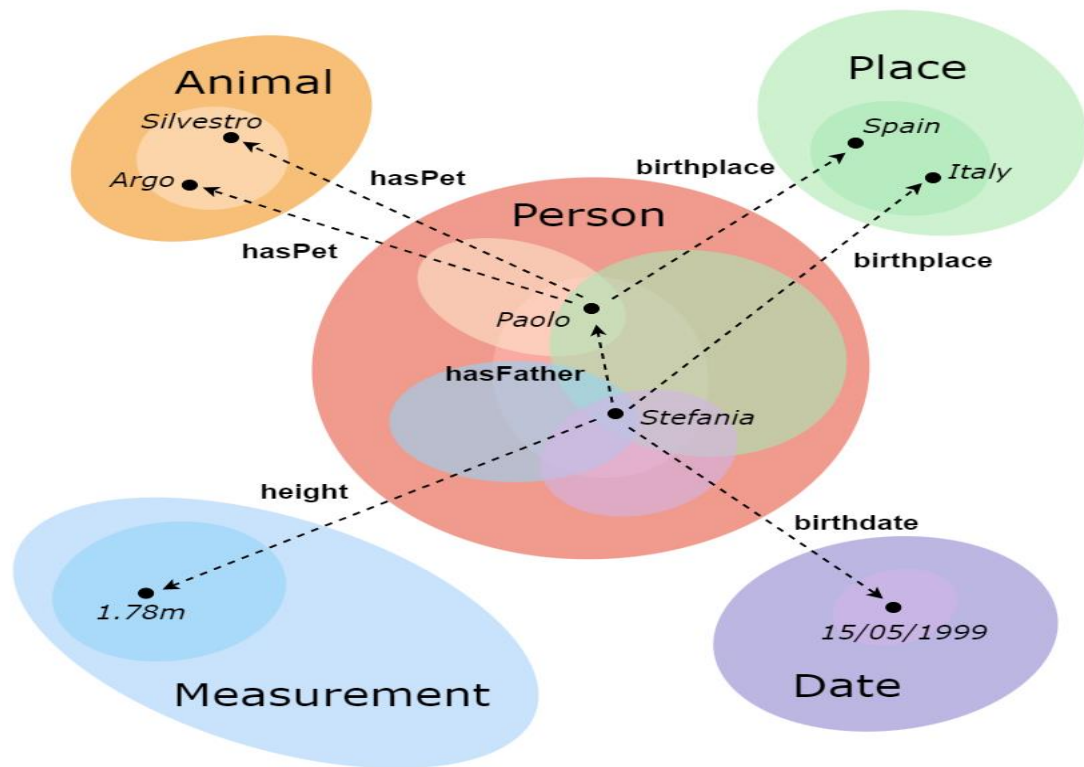 Animal
Place
Silvestro
Spain
Argo
hasPet
birthplace
Italy
Person
hasPet
birthplace
Paolo
hasFather
Stefania
height
birthdate
1.78m
15/05/1999
Measurement
Date